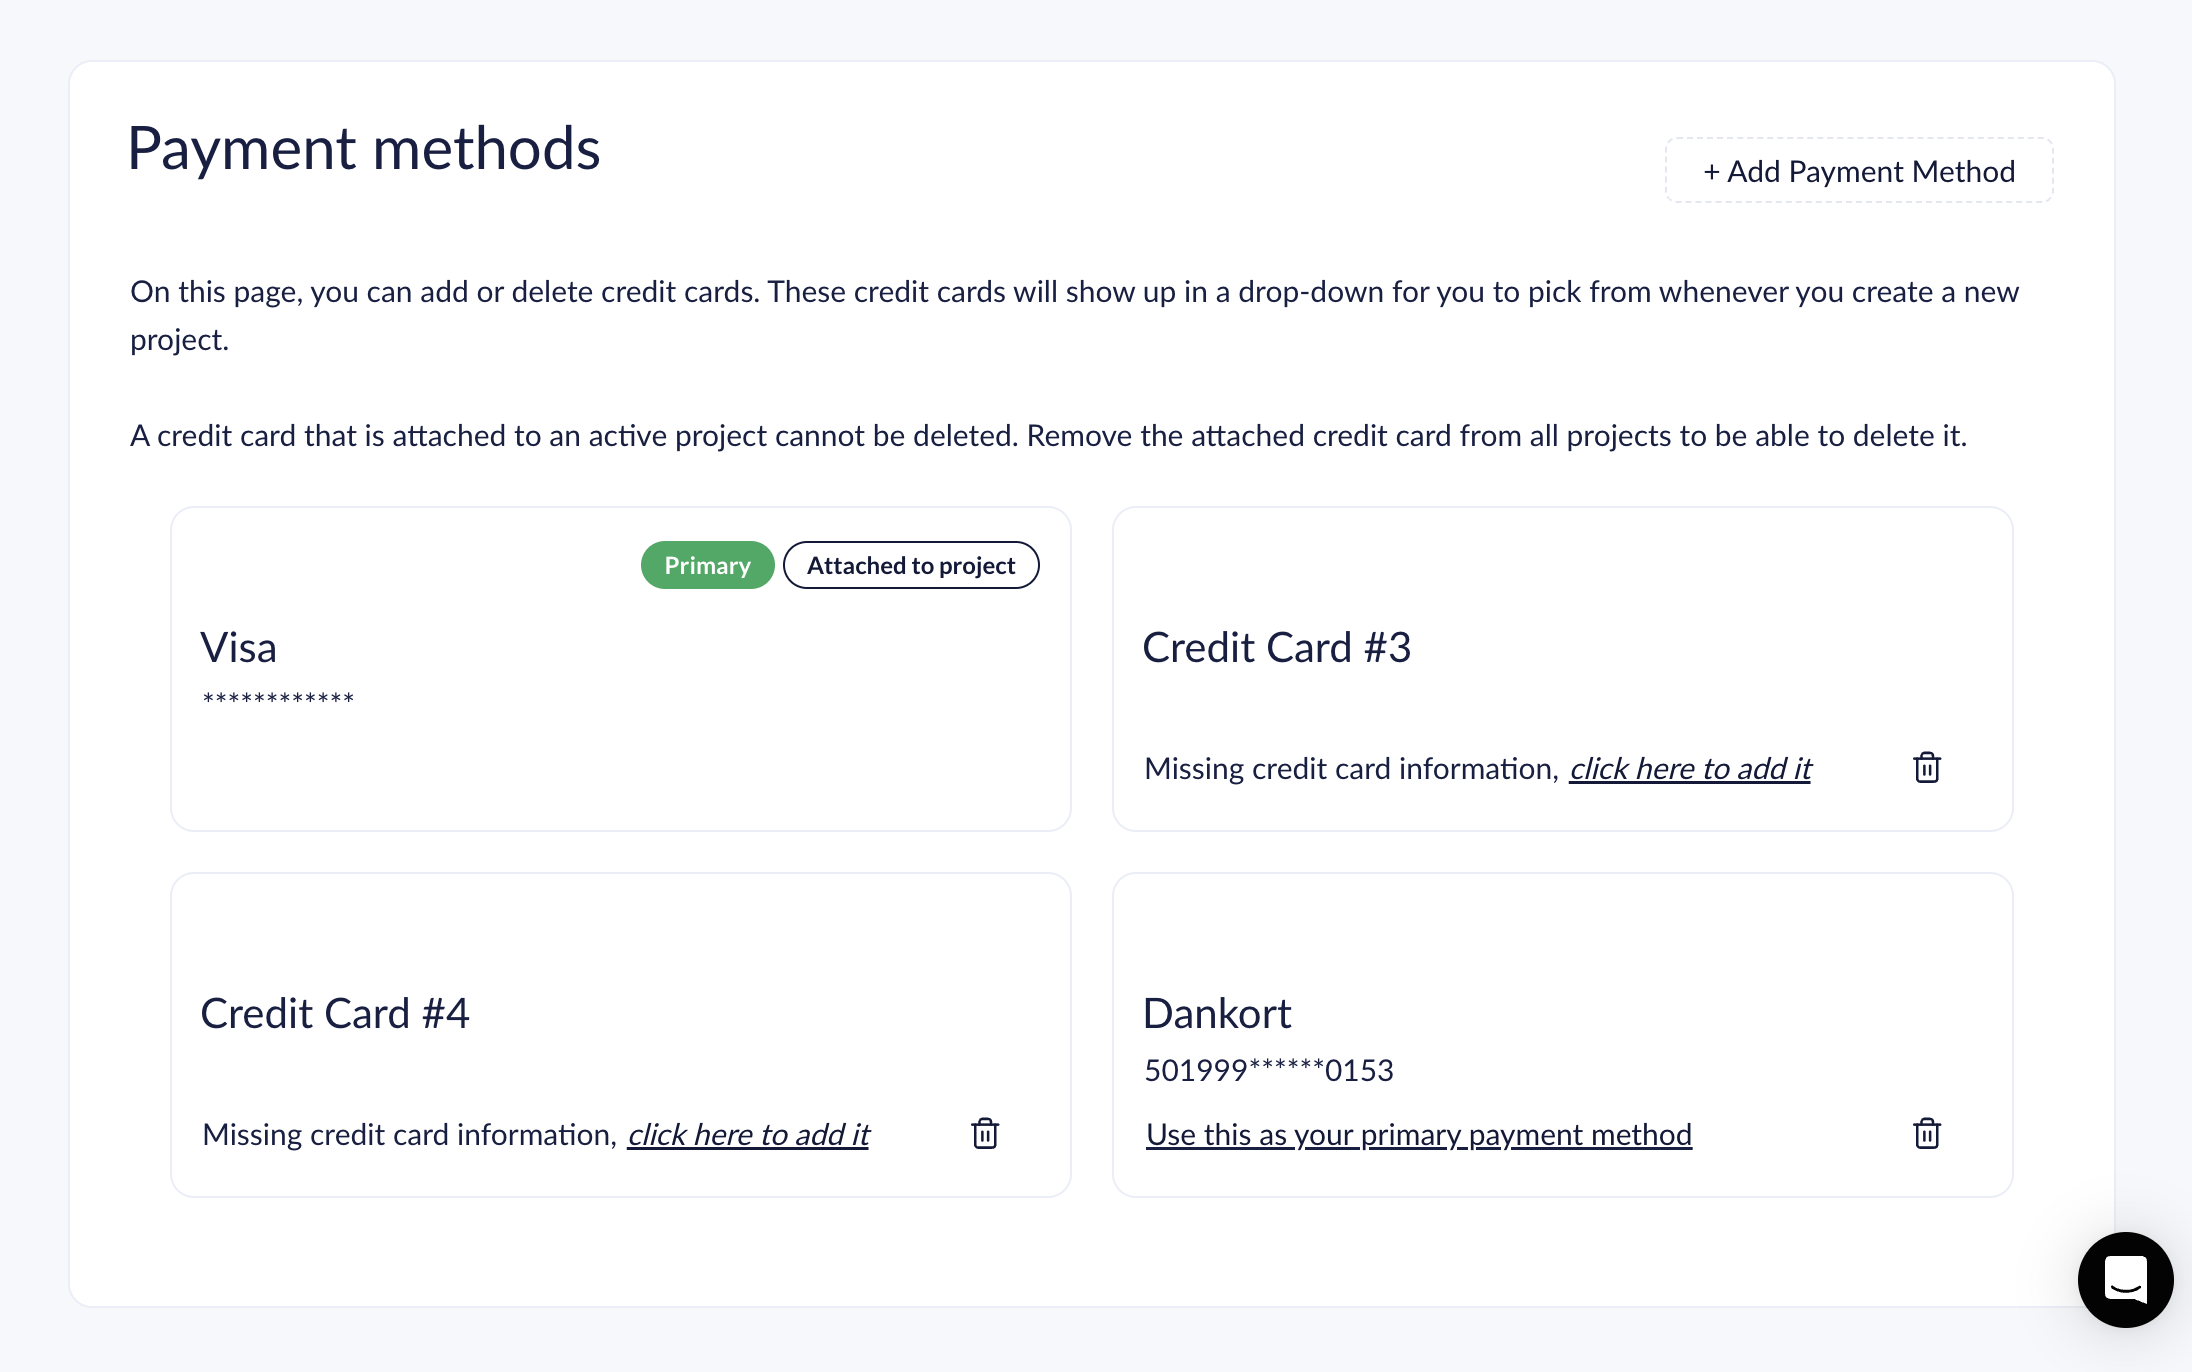 Payment methods
+ Add Payment Method
On this page, you can add or delete credit cards. These credit cards will show up in a drop-down for you to pick from whenever you create a new
project.
A credit card that is attached to an active project cannot be deleted. Remove the attached credit card from all projects to be able to delete it.
Primary
Attached to project
Visa
************
Credit Card #3
Missing credit card information, click here to add it
Credit Card #4
Missing credit card information, click here to add it
Dankort
501999******0153
Use this as your primary payment method